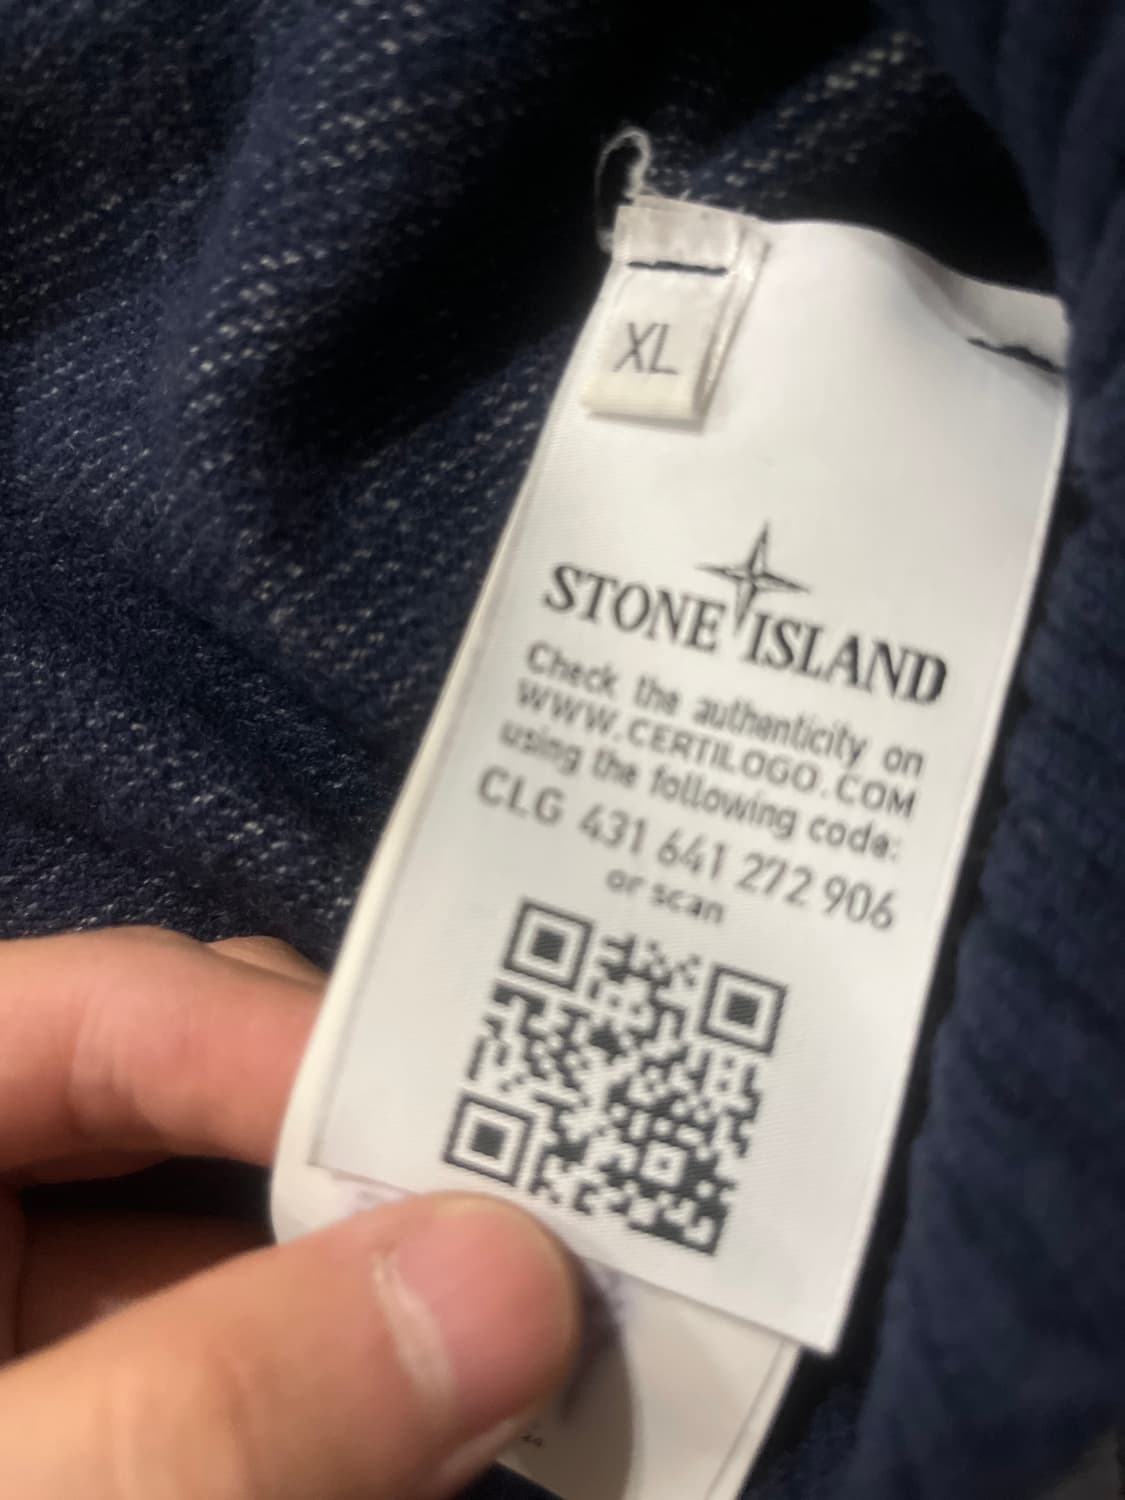 XL
STONE ISLAND
Check the authenticity on
WWW.CERTILOGO.COM
using the following code:
CLG 431 641 272 906
or scan